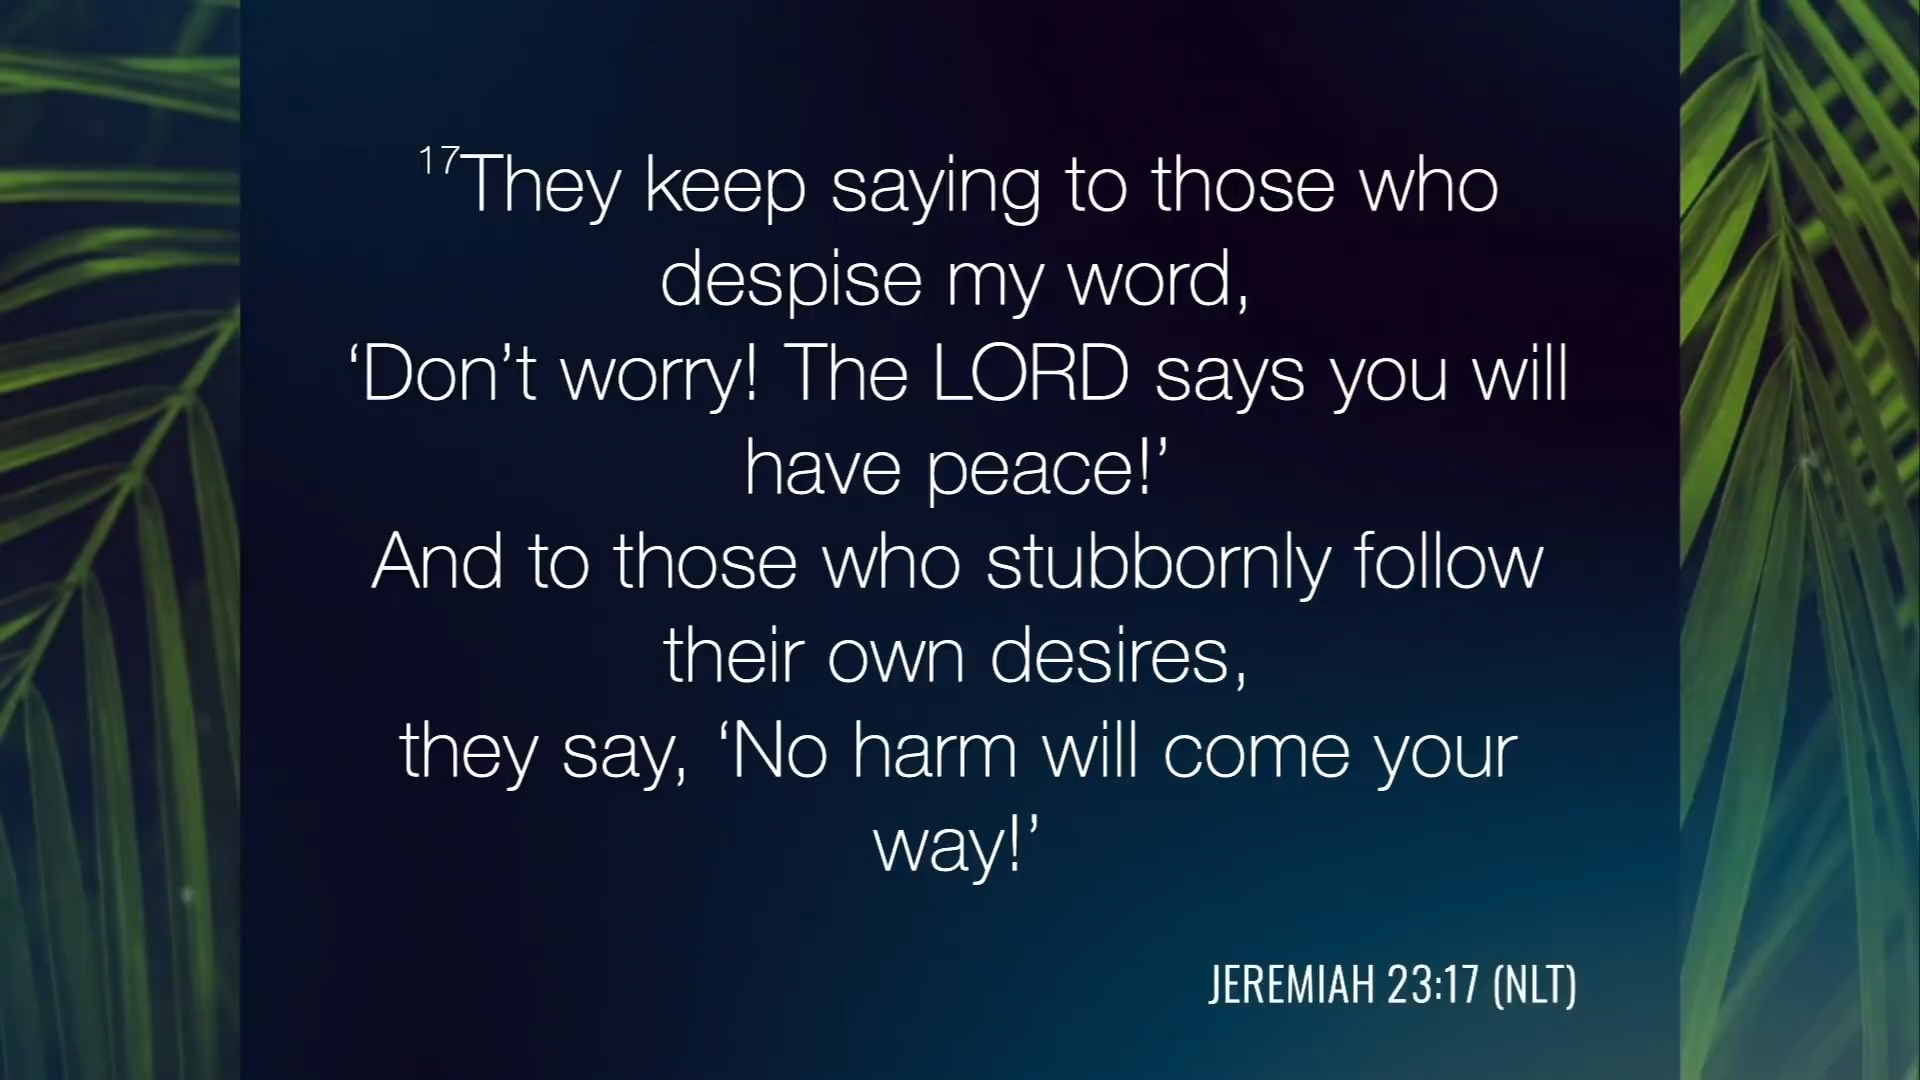 17They keep saying to those who
despise my word,
‘Don’t worry! The LORD says you will
have peace!’
And to those who stubbornly follow
their own desires,
they say, ‘No harm will come your
way!’
JEREMIAH 23:17 (NLT)